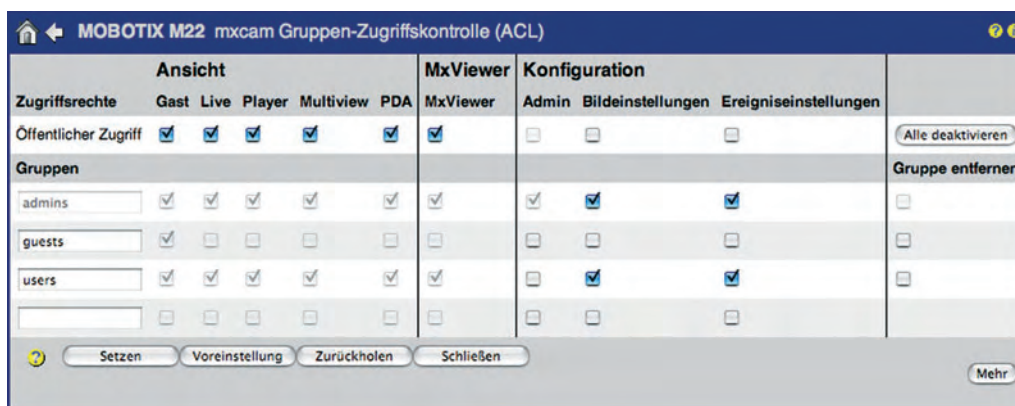 MOBOTIX M22 mxcam Gruppen-Zugriffskontrolle (ACL)
Ansicht MxViewer Konfiguration
Zugriffsrechte Gast Live Player Multiview PDA MxViewer Admin Bildeinstellungen Ereigniseinstellungen
Öffentlicher Zugriff Alle deaktivieren
Gruppen Gruppe entfernen
admins
guests
users
Setzen Voreinstellung Zurückholen Schließen
Mehr